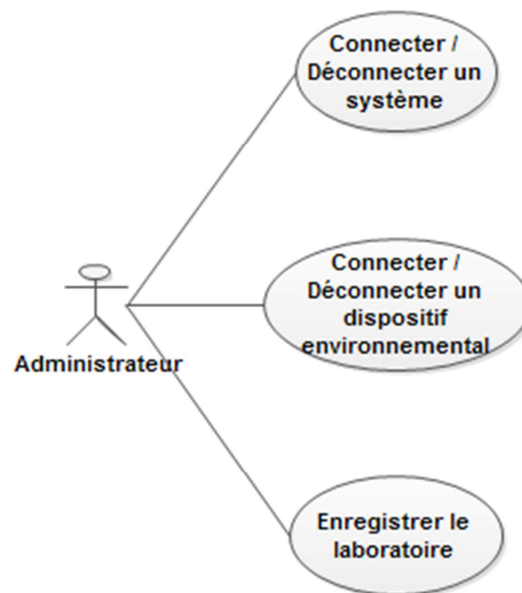 Connecter /
Déconnecter un
système
Connecter /
Déconnecter un
dispositif
environnemental
Administrateur
Enregistrer le
laboratoire